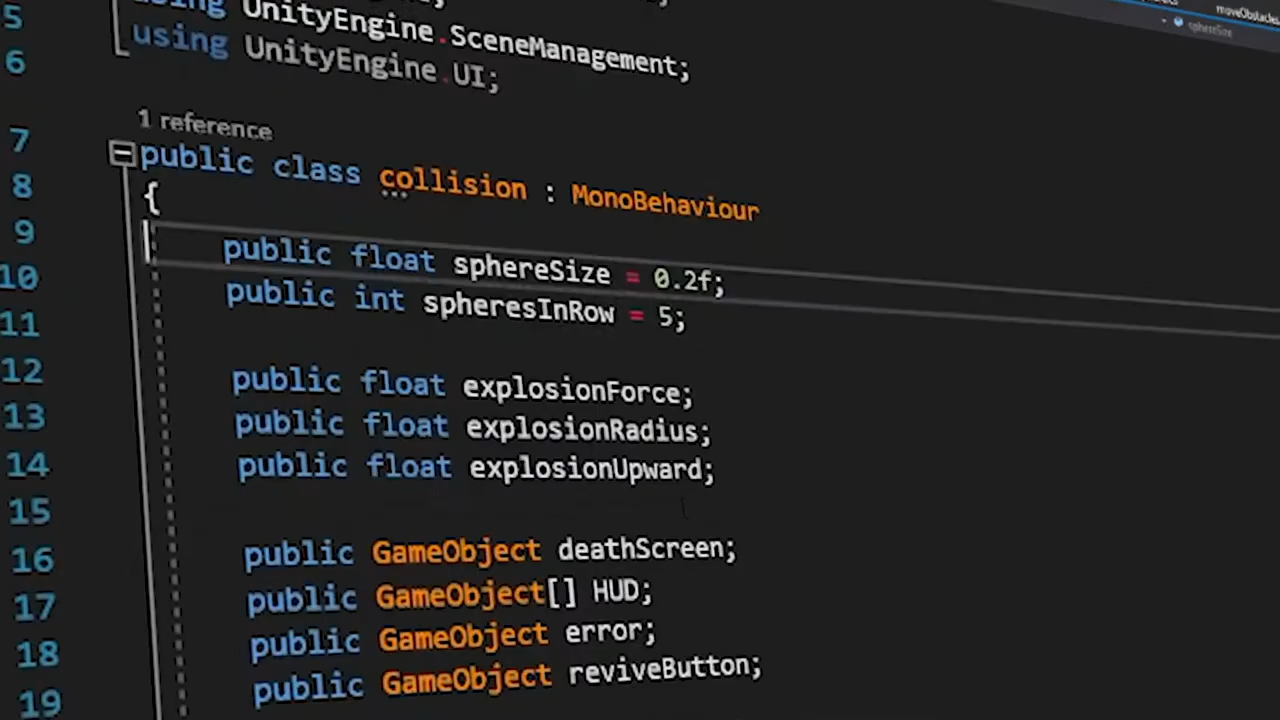 moveObstacles
sphereSize
5 using UnityEngine.SceneManagement;
6 using UnityEngine.UI;
1 reference
7 public class collision : MonoBehaviour
8 {
9 public float sphereSize = 0.2f;
10 public int spheresInRow = 5;
11
12 public float explosionForce;
13 public float explosionRadius;
14 public float explosionUpward;
15
16 public GameObject deathScreen;
17 public GameObject[] HUD;
18 public GameObject error;
19 public GameObject reviveButton;